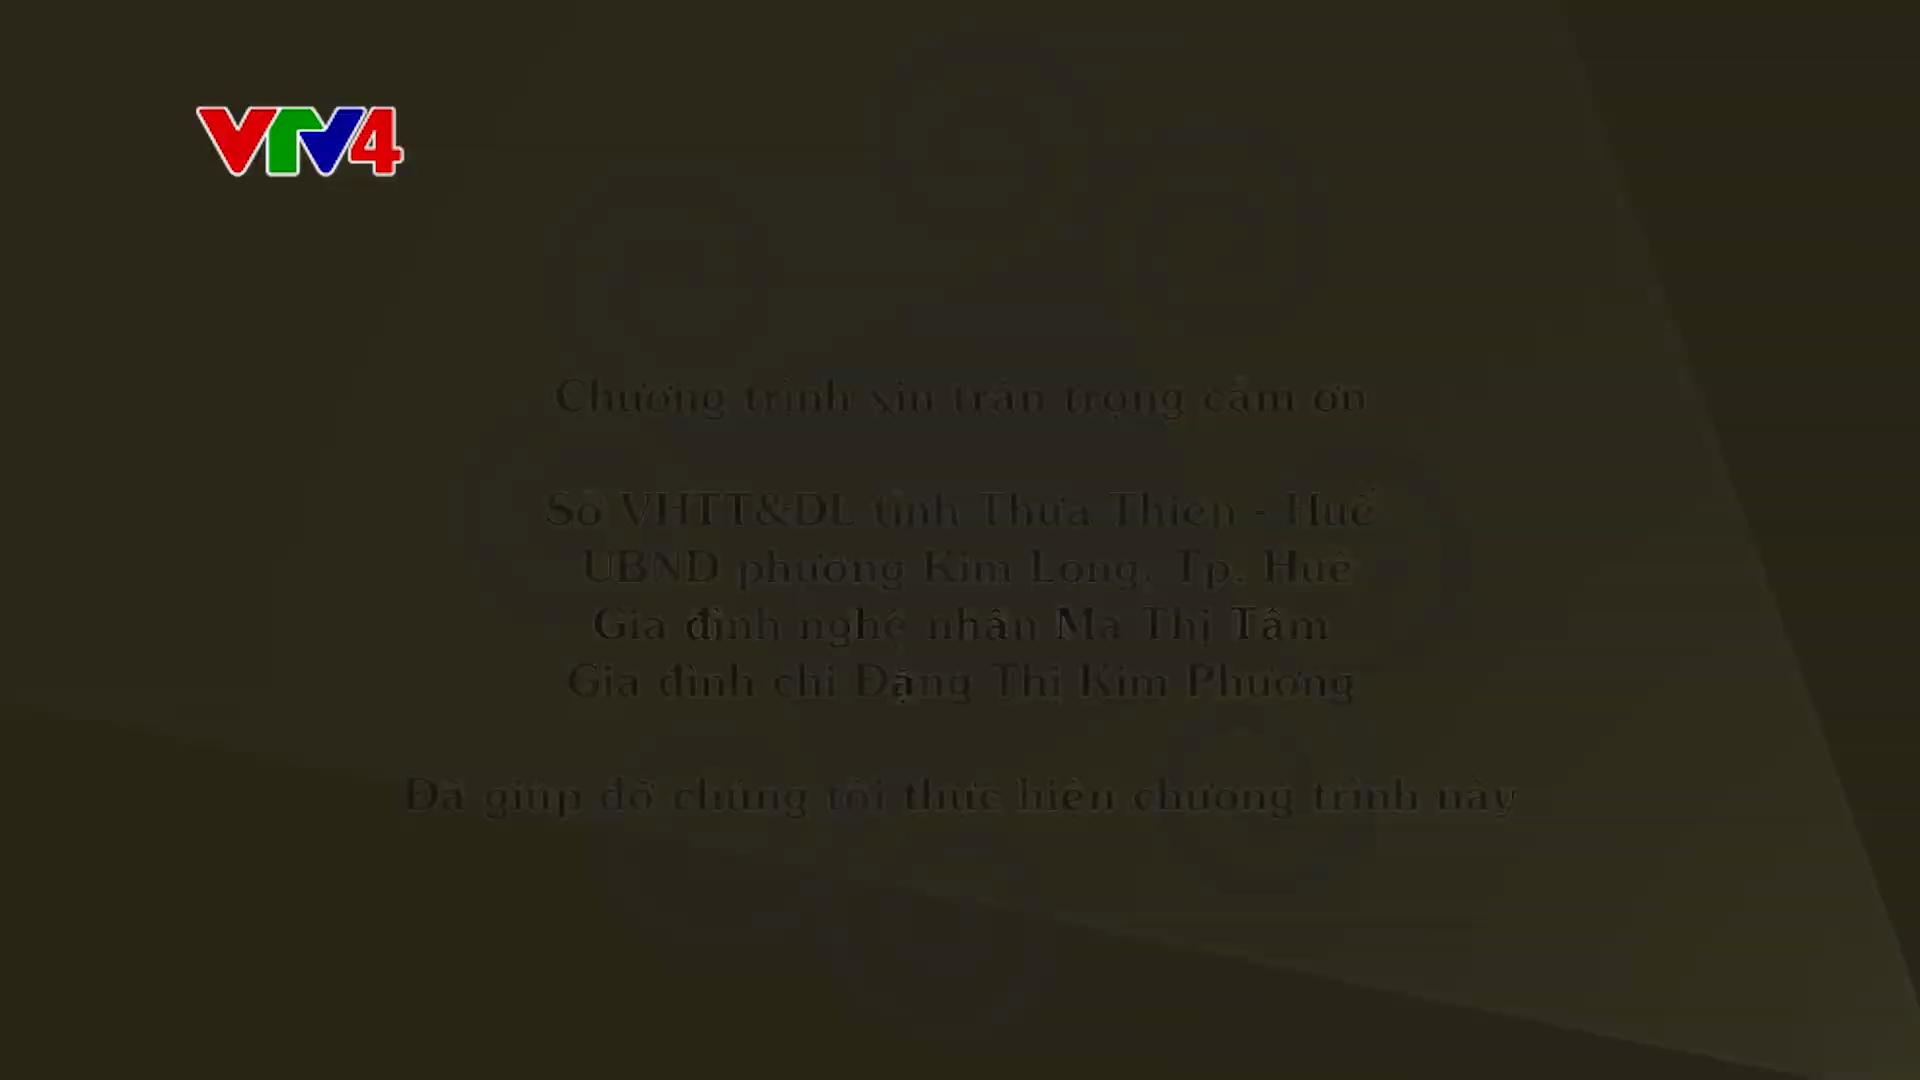 VTV4
Chương trình xin trân trọng cảm ơn
Sở VHTT&DL tỉnh Thừa Thiên - Huế
UBND phường Kim Long, Tp. Huế
Gia đình nghệ nhân Ma Thị Tâm
Gia đình chị Đặng Thị Kim Phương
Đã giúp đỡ chúng tôi thực hiện chương trình này